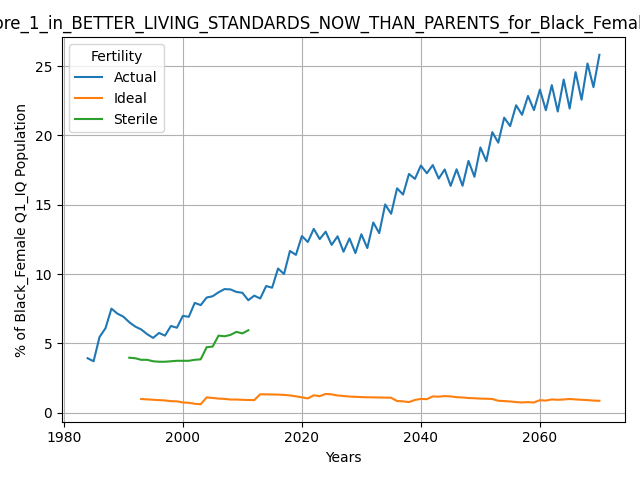 ore_1_in_BETTER_LIVING_STANDARDS_NOW_THAN_PARENTS_for_Black_Femal
Fertility
Actual
Ideal
Sterile
% of Black_Female Q1_IQ Population
25
20
15
10
5
0
1980
2000
2020
2040
2060
Years